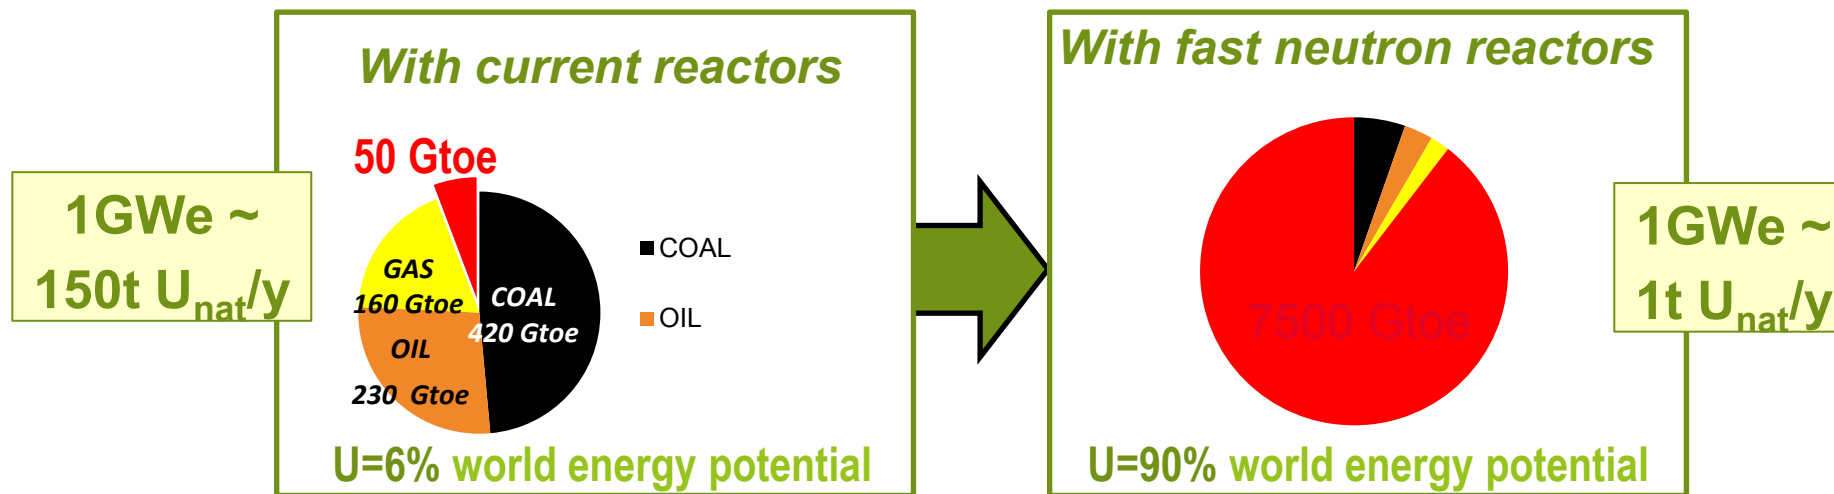 With current reactors
50 Gtoe
1GWe ~
150t Unat/y
GAS
160 Gtoe
COAL
420 Gtoe
OIL
230 Gtoe
COAL
OIL
U=6% world energy potential
With fast neutron reactors
7500 Gtoe
1GWe ~
1t Unat/y
U=90% world energy potential